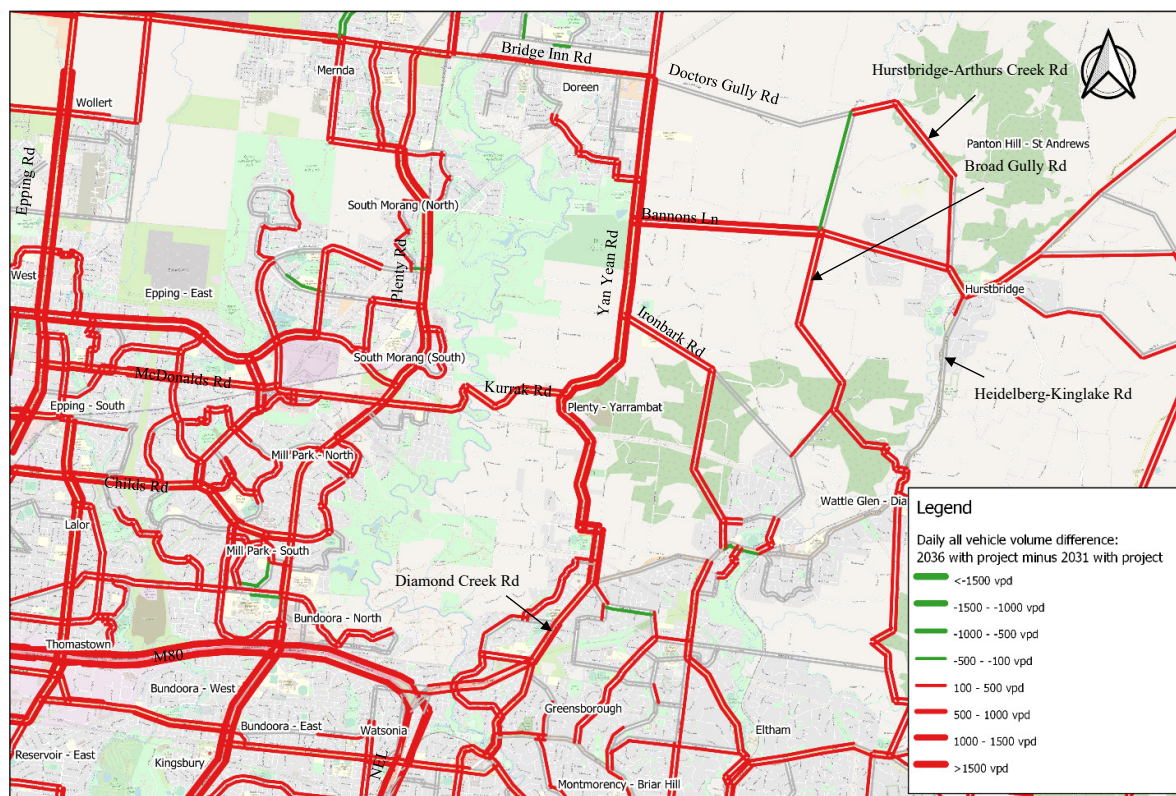 Bridge Inn Rd
Hurstbridge-Arthurs Creek Rd
Mernda
Doreen
Doctors Gully Rd
Wollert
Panton Hill - St Andrews
Broad Gully Rd
Epping Rd
South Morang (North)
Bannons Ln
Plenty Rd
Yan Yean Rd
West
Epping - East
Hurstbridge
Ironbark Rd
South Morang (South)
McDonalds Rd
Kurrak Rd
Heidelberg-Kinglake Rd
Epping - South
Plenty - Yarrambat
Mill Park - North
Childs Rd
Wattle Glen - Dia
Lalor
Mill Park - South
Diamond Creek Rd
Bundoora - North
Thomastown
M80
Bundoora - West
Greensborough
Bundoora - East
Watsonia
Eltham
Reservoir - East
Kingsbury
NEL
Montmorency - Briar Hill
Legend
Daily all vehicle volume difference:
2036 with project minus 2031 with project
<-1500 vpd
-1500 - -1000 vpd
-1000 - -500 vpd
-500 - -100 vpd
100 - 500 vpd
500 - 1000 vpd
1000 - 1500 vpd
>1500 vpd